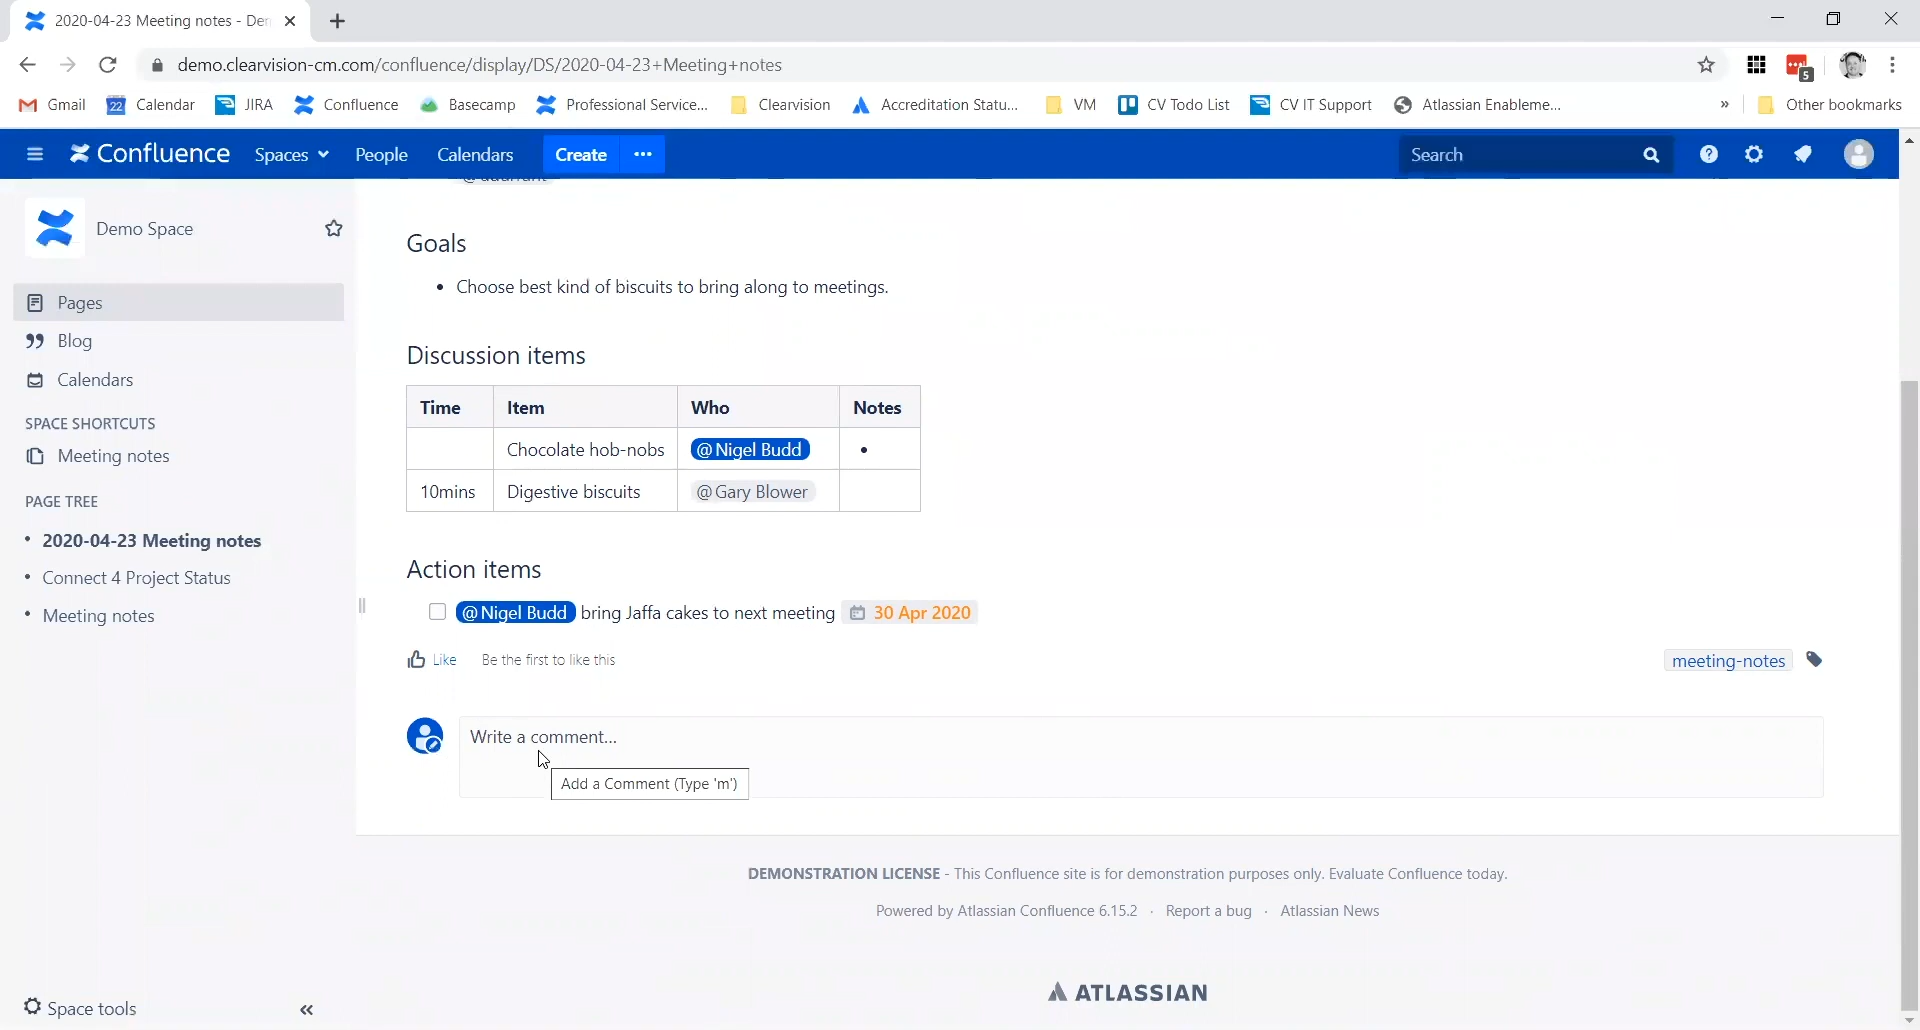 2020-04-23 Meeting notes - De
demo.clearvision-cm.com/confluence/display/DS/2020-04-23+Meeting+notes
5
Gmail 22 Calendar JIRA Confluence Basecamp Professional Service... Clearvision Accreditation Statu... VM CV Todo List CV IT Support Atlassian Enableme... » Other bookmarks
Confluence Spaces People Calendars Create ... Search
Demo Space
Pages
Blog
Calendars
SPACE SHORTCUTS
Meeting notes
PAGE TREE
• 2020-04-23 Meeting notes
• Connect 4 Project Status
• Meeting notes
Space tools «
Goals
• Choose best kind of biscuits to bring along to meetings.
Discussion items
Time Item Who Notes
Chocolate hob-nobs @Nigel Budd •
10mins Digestive biscuits @Gary Blower
Action items
@Nigel Budd bring Jaffa cakes to next meeting 30 Apr 2020
Like Be the first to like this
meeting-notes
Write a comment...
Add a Comment (Type 'm')
DEMONSTRATION LICENSE - This Confluence site is for demonstration purposes only. Evaluate Confluence today.
Powered by Atlassian Confluence 6.15.2 · Report a bug · Atlassian News
ATLASSIAN